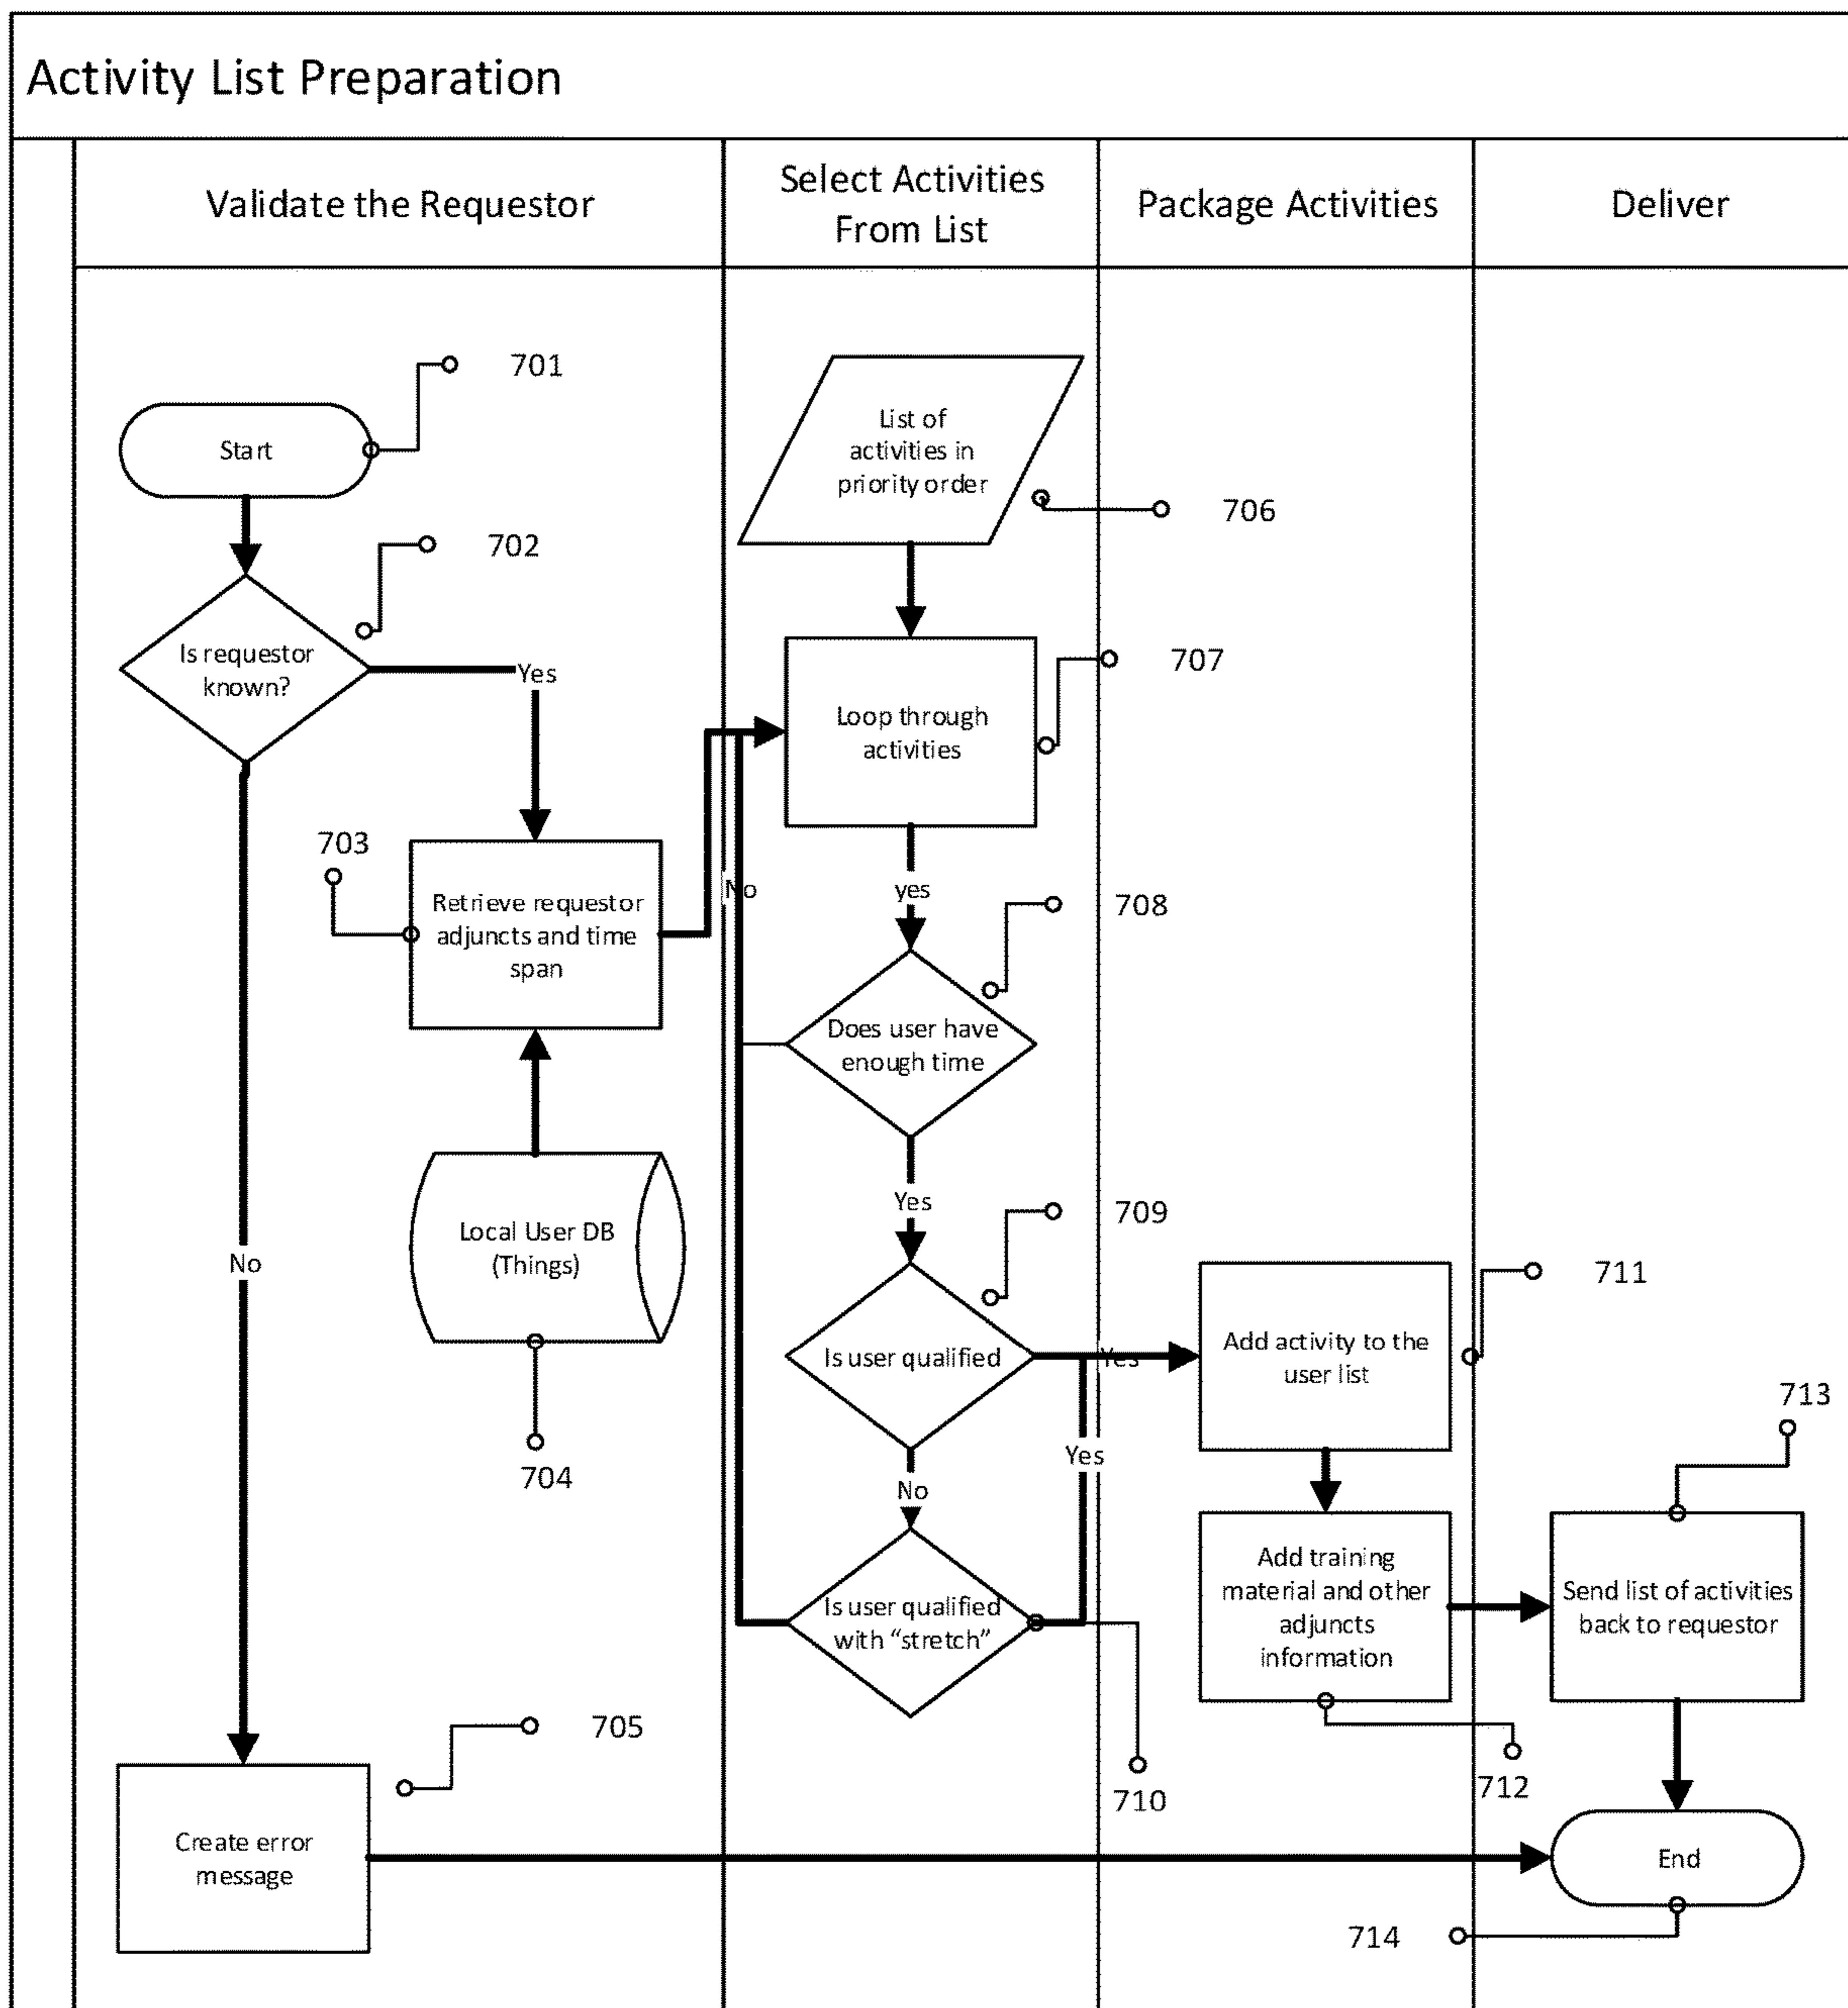 Activity List Preparation
Validate the Requestor
Select Activities
From List
Package Activities
Deliver
701
Start
702
Is requestor
known?
Yes
703
Retrieve requestor
adjuncts and time
span
Local User DB
(Things)
704
No
705
Create error
message
List of
activities in
priority order
706
707
Loop through
activities
No
yes
708
Does user have
enough time
Yes
709
Is user qualified
Yes
Yes
No
Is user qualified
with “stretch”
710
711
Add activity to the
user list
Add training
material and other
adjuncts
information
712
713
Send list of activities
back to requestor
End
714